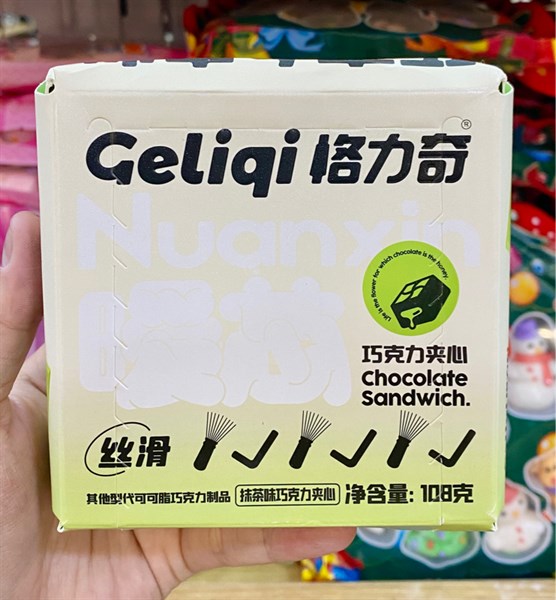 Geliqi 格力奇®
Nuanxin
暖芯
Life is the flower for which chocolate is the honey.
巧克力夹心
Chocolate
Sandwich.
丝滑
其他型代可可脂巧克力制品 抹茶味巧克力夹心 净含量: 108克